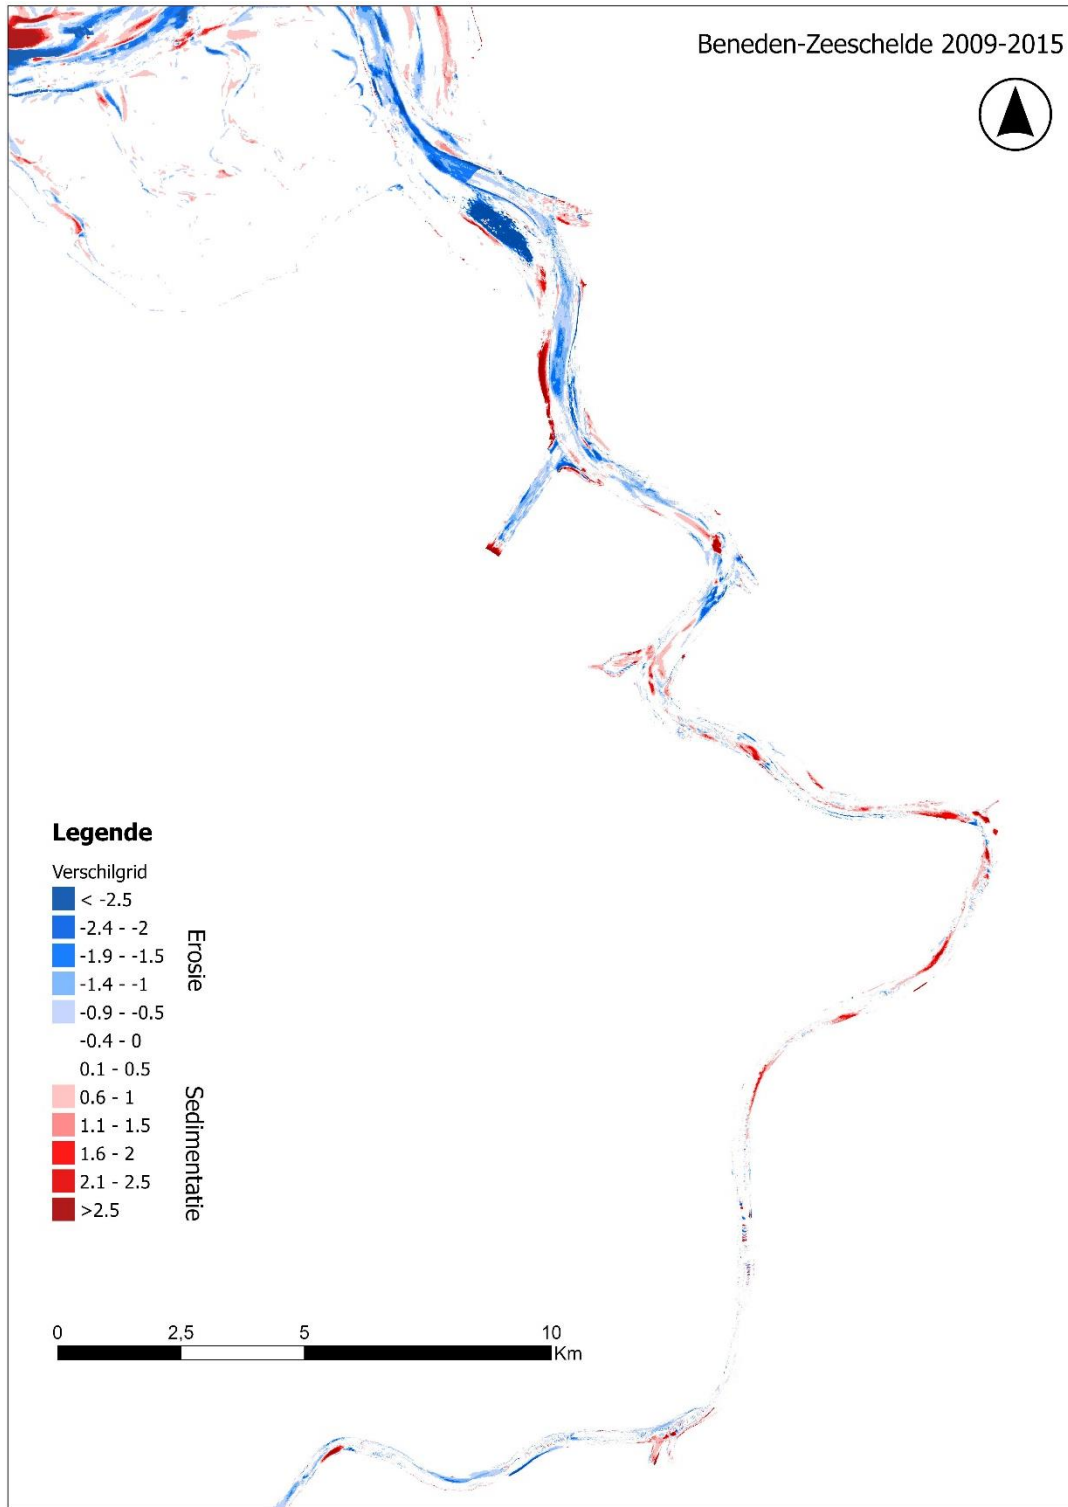 Beneden-Zeeschelde 2009-2015
Legende
Verschilgrid
< -2.5
-2.4 - -2
-1.9 - -1.5
-1.4 - -1
-0.9 - -0.5
-0.4 - 0
0.1 - 0.5
0.6 - 1
1.1 - 1.5
1.6 - 2
2.1 - 2.5
>2.5
Erosie
Sedimentatie
0 2,5 5 10
Km